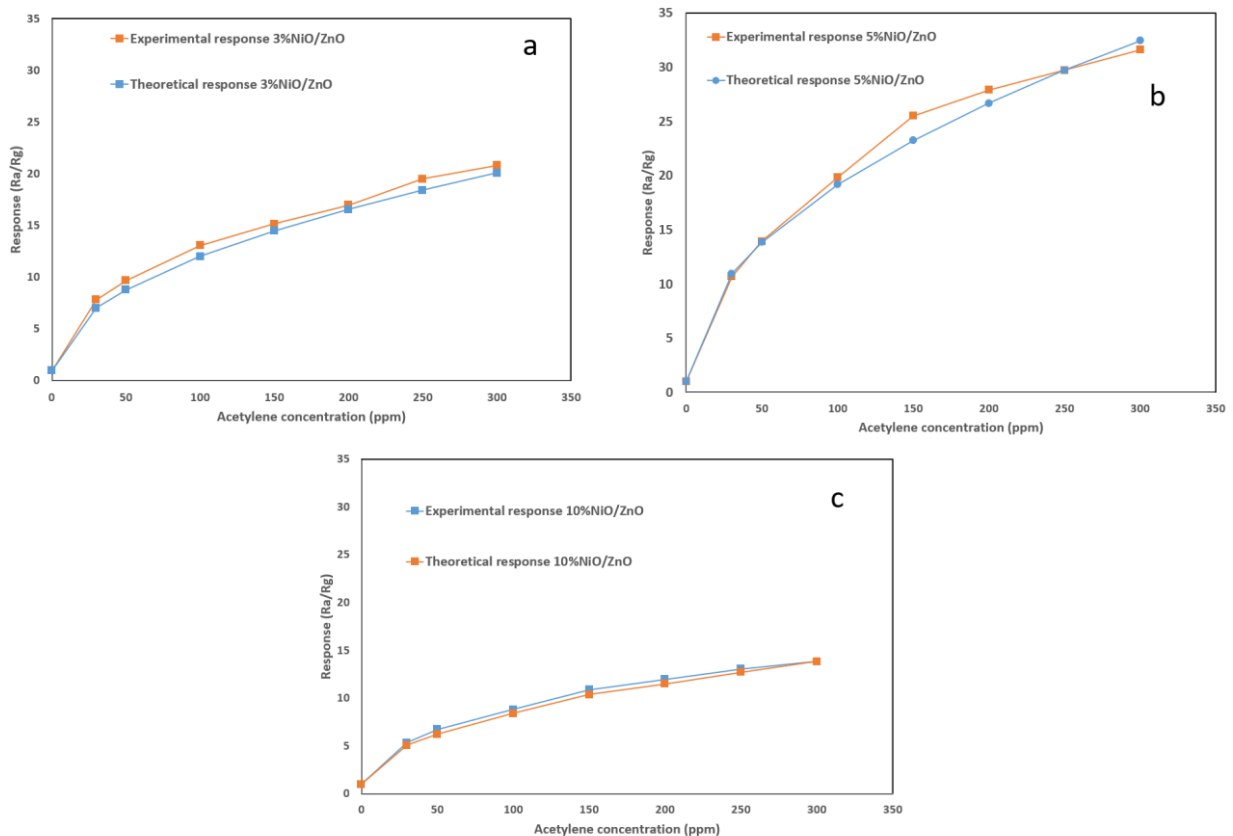 a
Experimental response 3%NiO/ZnO
Theoretical response 3%NiO/ZnO
Response (Ra/Rg)
35
30
25
20
15
10
5
0
0 50 100 150 200 250 300 350
Acetylene concentration (ppm)
b
Experimental response 5%NiO/ZnO
Theoretical response 5%NiO/ZnO
Response (Ra/Rg)
35
30
25
20
15
10
5
0
0 50 100 150 200 250 300 350
Acetylene concentration (ppm)
c
Experimental response 10%NiO/ZnO
Theoretical response 10%NiO/ZnO
Response (Ra/Rg)
35
30
25
20
15
10
5
0
0 50 100 150 200 250 300 350
Acetylene concentration (ppm)